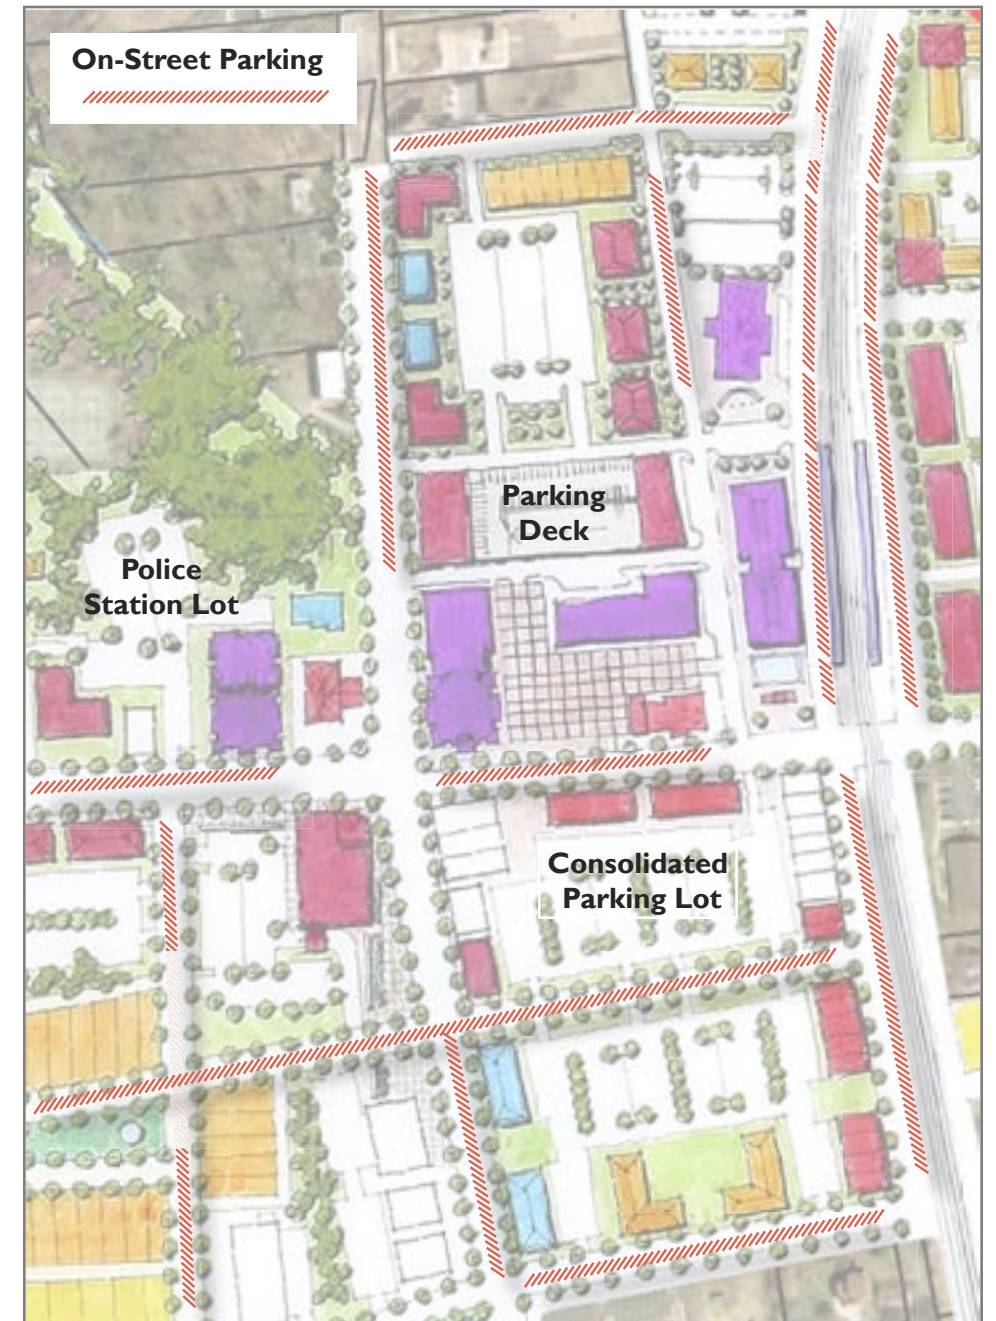 On-Street Parking
Parking
Deck
Police
Station Lot
Consolidated
Parking Lot